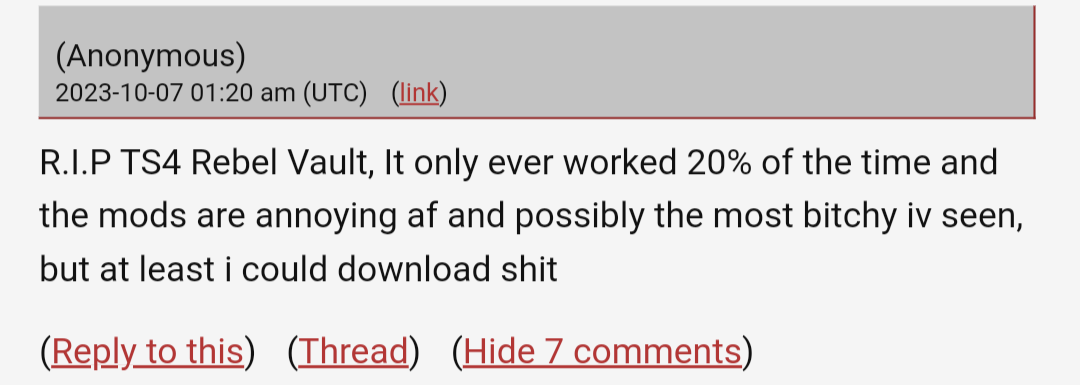 (Anonymous)
2023-10-07 01:20 am (UTC) (link)
R.I.P TS4 Rebel Vault, It only ever worked 20% of the time and
the mods are annoying af and possibly the most bitchy iv seen,
but at least i could download shit
(Reply to this) (Thread) (Hide 7 comments)